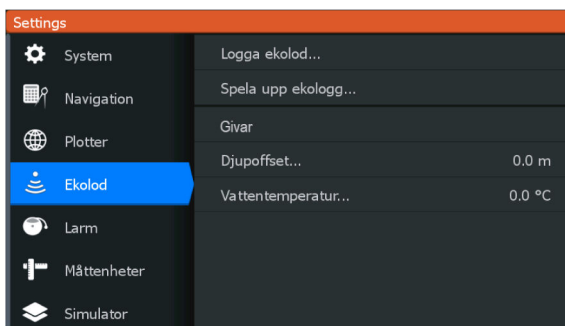 Settings
System
Navigation
Plotter
Ekolod
Larm
Måttenheter
Simulator
Logga ekolod...
Spela upp ekologg...
Givar
Djupoffset... 0.0 m
Vattentemperatur... 0.0 °C